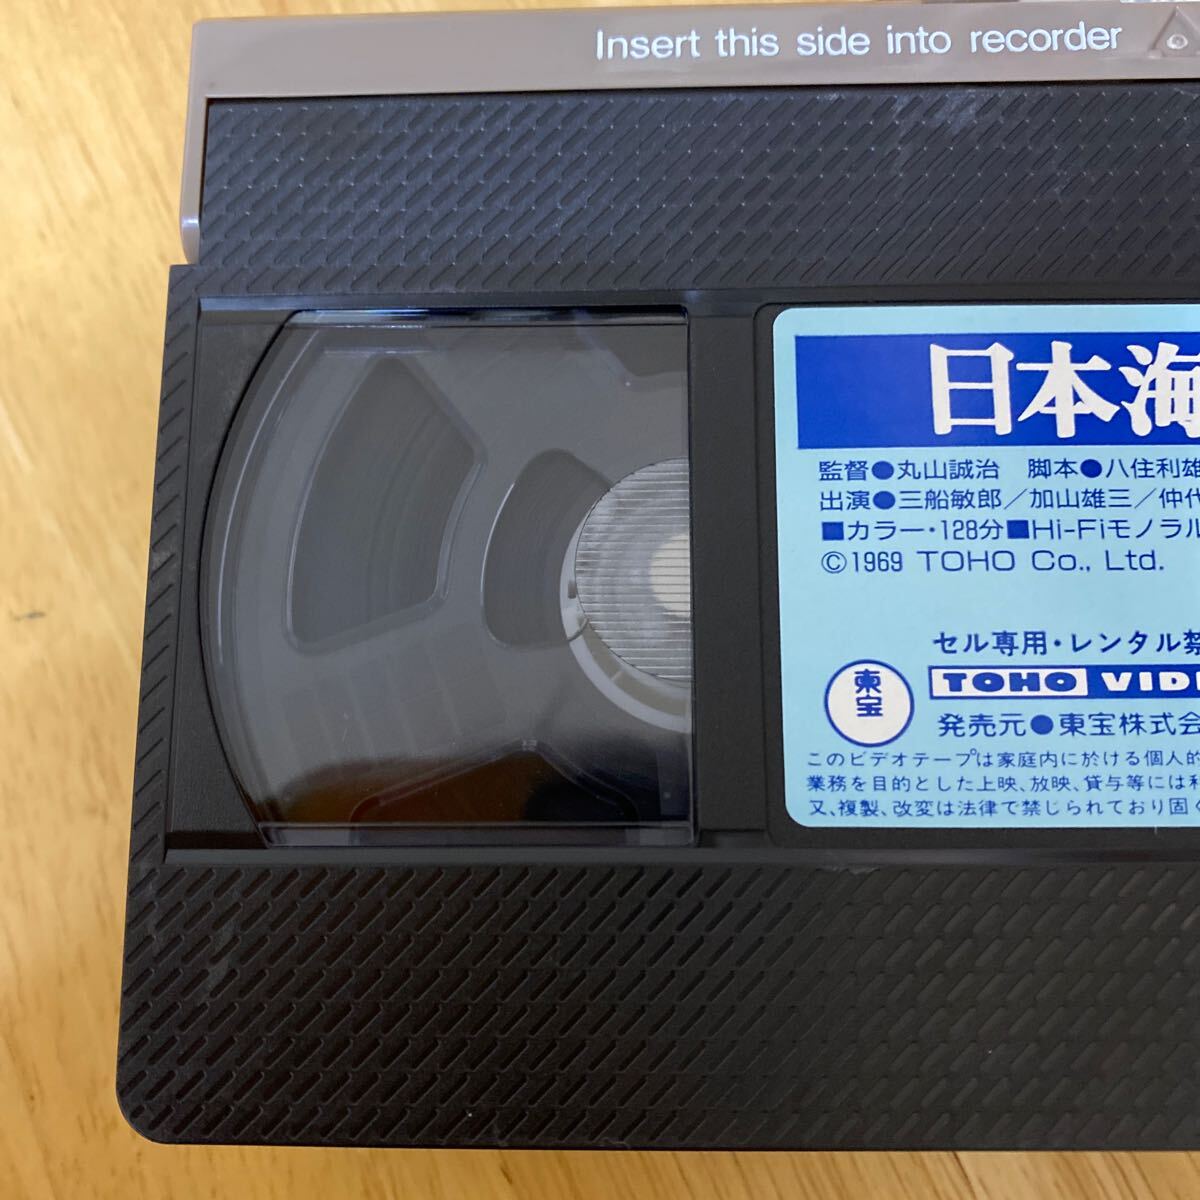 Insert this side into recorder
日本海
監督●丸山誠治 脚本●八住利雄
出演●三船敏郎／加山雄三／仲代
■カラー・128分■Hi-Fiモノラル
©1969 TOHO Co., Ltd.
セル専用・レンタル禁
東宝
TOHO VIDE
発売元●東宝株式会
このビデオテープは家庭内に於ける個人的
業務を目的とした上映、放映、貸与等には利
又、複製、改変は法律で禁じられており固く